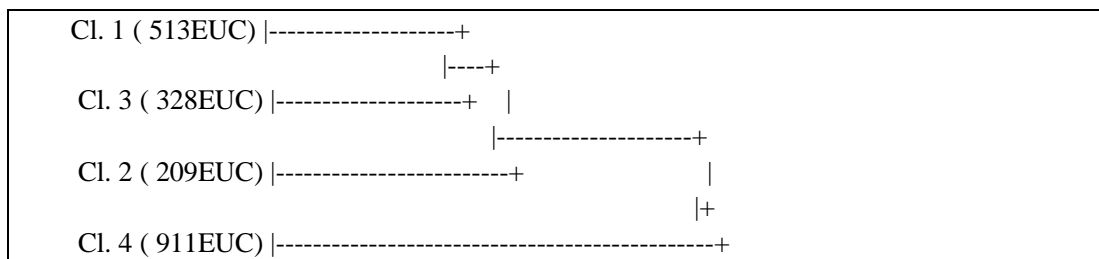 Cl. 1 ( 513EUC) |--------------------+
|----+
Cl. 3 ( 328EUC) |--------------------+ |
|---------------------+
Cl. 2 ( 209EUC) |-------------------------+ |
|+
Cl. 4 ( 911EUC) |-----------------------------------------------+